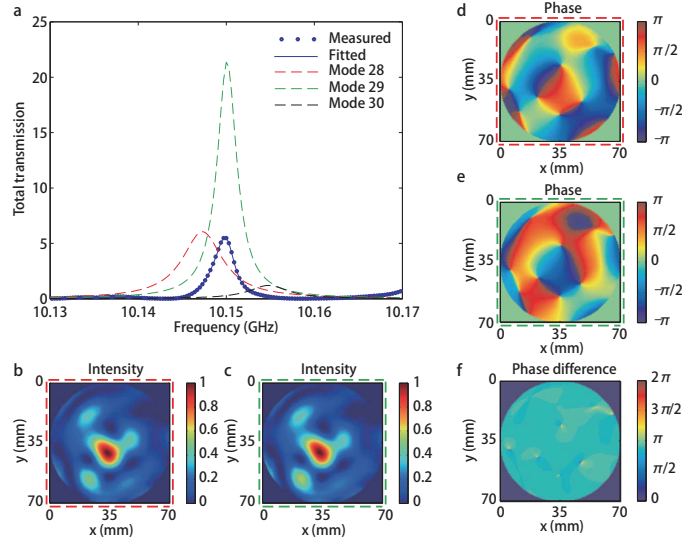 a
Total transmission
25
20
15
10
5
0
10.13
10.14
10.15
10.16
10.17
Frequency (GHz)
Measured
Fitted
Mode 28
Mode 29
Mode 30
b
Intensity
y (mm)
0
35
70
0
35
70
x (mm)
1
0.8
0.6
0.4
0.2
0
c
Intensity
y (mm)
0
35
70
0
35
70
x (mm)
1
0.8
0.6
0.4
0.2
0
d
Phase
y (mm)
0
35
70
0
35
70
x (mm)
π
π/2
0
−π/2
−π
e
Phase
y (mm)
0
35
70
0
35
70
x (mm)
π
π/2
0
−π/2
−π
f
Phase difference
y (mm)
0
35
70
0
35
70
x (mm)
2π
3π/2
π
π/2
0